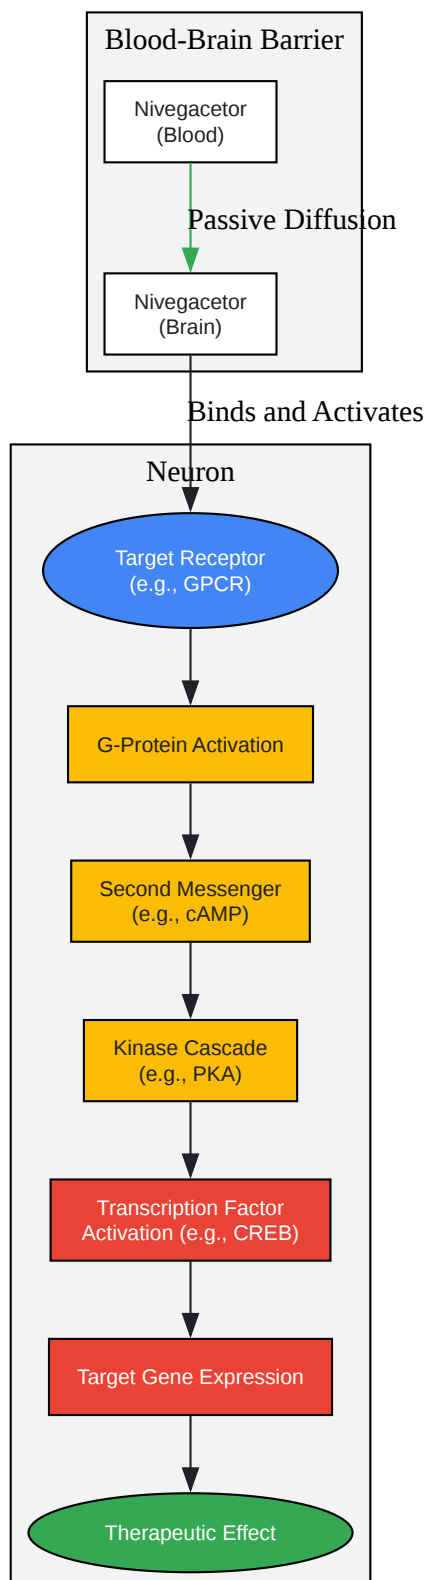 Blood-Brain Barrier
Nivegacetor
(Blood)
Passive Diffusion
Nivegacetor
(Brain)
Binds and Activates
Neuron
Target Receptor
(e.g., GPCR)
G-Protein Activation
Second Messenger
(e.g., cAMP)
Kinase Cascade
(e.g., PKA)
Transcription Factor
Activation (e.g., CREB)
Target Gene Expression
Therapeutic Effect